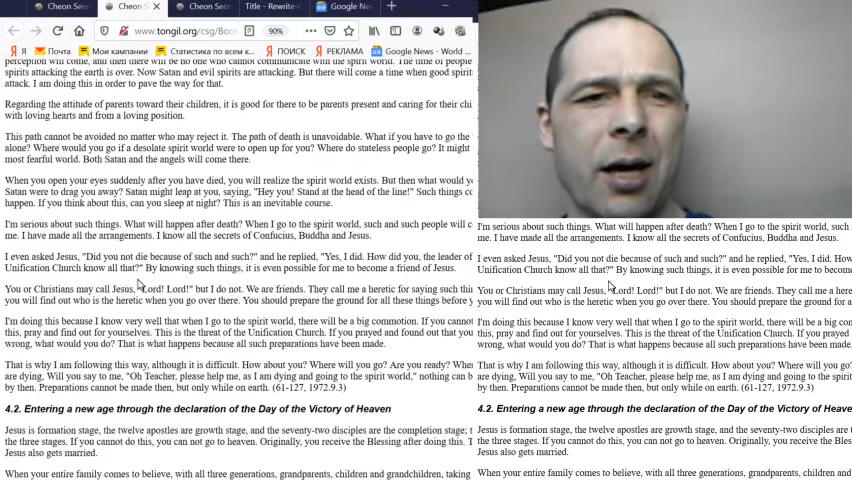 Cheon Seon
Cheon S
Cheon Seon
Title - Rewrite-C
Google Nev
www.tongil.org/csg/Book
90%
Я
Почта
Мои кампании
Статистика по всем к
ПОИСК
РЕКЛАМА
Google News - World ...
perception will come, and then there will be no one who cannot communicate with the spirit world. The time of people
spirits attacking the earth is over. Now Satan and evil spirits are attacking. But there will come a time when good spirit
attack. I am doing this in order to pave the way for that.
Regarding the attitude of parents toward their children, it is good for there to be parents present and caring for their chi
with loving hearts and from a loving position.
This path cannot be avoided no matter who may reject it. The path of death is unavoidable. What if you have to go the
alone? Where would you go if a desolate spirit world were to open up for you? Where do stateless people go? It might
most fearful world. Both Satan and the angels will come there.
When you open your eyes suddenly after you have died, you will realize the spirit world exists. But then what would y
Satan were to drag you away? Satan might leap at you, saying, "Hey you! Stand at the head of the line!" Such things co
happen. If you think about this, can you sleep at night? This is an inevitable course.
I'm serious about such things. What will happen after death? When I go to the spirit world, such and such people will c
me. I have made all the arrangements. I know all the secrets of Confucius, Buddha and Jesus.
I even asked Jesus, "Did you not die because of such and such?" and he replied, "Yes, I did. How did you, the leader of
Unification Church know all that?" By knowing such things, it is even possible for me to become a friend of Jesus.
You or Christians may call Jesus, "Lord! Lord!" but I do not. We are friends. They call me a heretic for saying such thi
you will find out who is the heretic when you go over there. You should prepare the ground for all these things before y
I'm doing this because I know very well that when I go to the spirit world, there will be a big commotion. If you cannot
this, pray and find out for yourselves. This is the threat of the Unification Church. If you prayed and found out that you
wrong, what would you do? That is what happens because all such preparations have been made.
That is why I am following this way, although it is difficult. How about you? Where will you go? Are you ready? Whe
are dying, Will you say to me, "Oh Teacher, please help me, as I am dying and going to the spirit world," nothing can b
by then. Preparations cannot be made then, but only while on earth. (61-127, 1972.9.3)
4.2. Entering a new age through the declaration of the Day of the Victory of Heaven
Jesus is formation stage, the twelve apostles are growth stage, and the seventy-two disciples are the completion stage; t
the three stages. If you cannot do this, you can not go to heaven. Originally, you receive the Blessing after doing this. T
Jesus also gets married.
When your entire family comes to believe, with all three generations, grandparents, children and grandchildren, taking
I'm serious about such things. What will happen after death? When I go to the spirit world, such a
me. I have made all the arrangements. I know all the secrets of Confucius, Buddha and Jesus.
I even asked Jesus, "Did you not die because of such and such?" and he replied, "Yes, I did. How d
Unification Church know all that?" By knowing such things, it is even possible for me to become
You or Christians may call Jesus, "Lord! Lord!" but I do not. We are friends. They call me a heretic
you will find out who is the heretic when you go over there. You should prepare the ground for a
I'm doing this because I know very well that when I go to the spirit world, there will be a big com
this, pray and find out for yourselves. This is the threat of the Unification Church. If you prayed
wrong, what would you do? That is what happens because all such preparations have been made.
That is why I am following this way, although it is difficult. How about you? Where will you go?
are dying, Will you say to me, "Oh Teacher, please help me, as I am dying and going to the spirit
by then. Preparations cannot be made then, but only while on earth. (61-127, 1972.9.3)
4.2. Entering a new age through the declaration of the Day of the Victory of Heave
Jesus is formation stage, the twelve apostles are growth stage, and the seventy-two disciples are t
the three stages. If you cannot do this, you can not go to heaven. Originally, you receive the Bless
Jesus also gets married.
When your entire family comes to believe, with all three generations, grandparents, children and